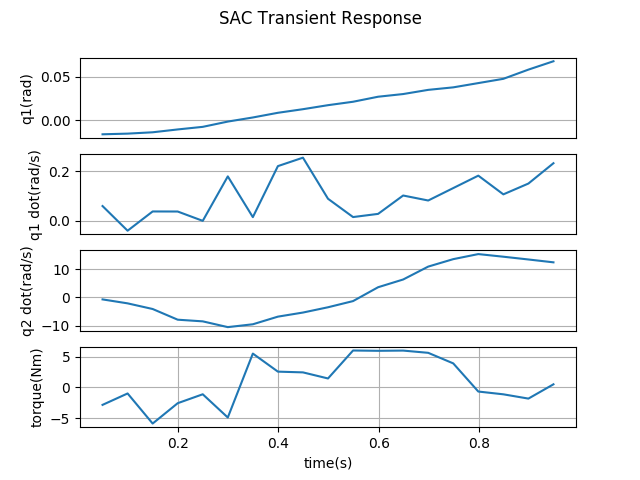 SAC Transient Response
q1(rad)
0.05
0.00
q1 dot(rad/s)
0.2
0.0
q2 dot(rad/s)
10
0
−10
torque(Nm)
5
0
−5
0.2 0.4 0.6 0.8
time(s)